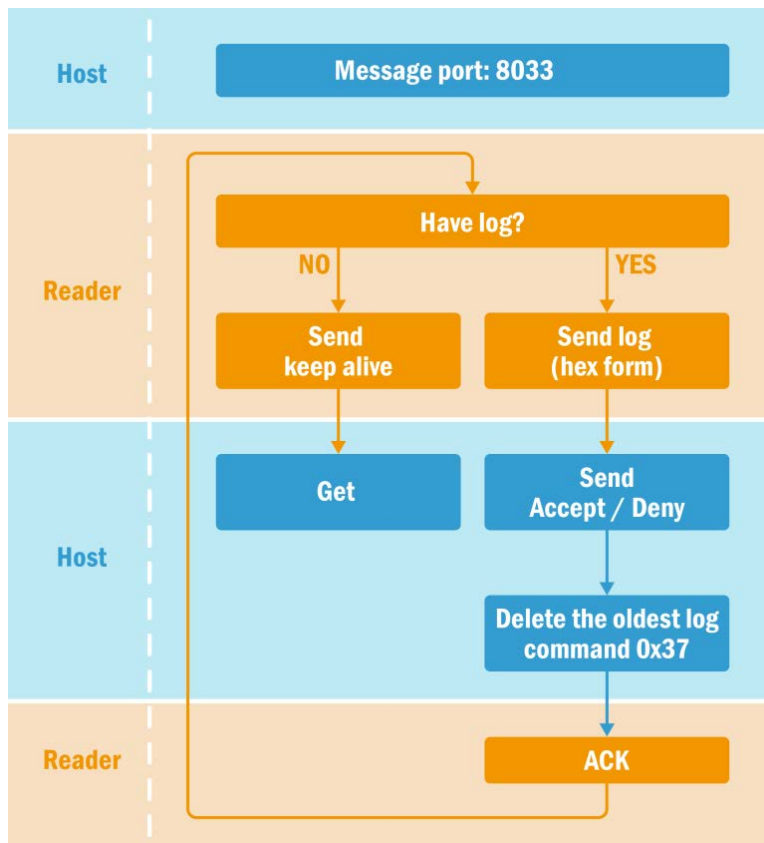 Host
Message port: 8033
Reader
Have log?
NO
YES
Send
keep alive
Send log
(hex form)
Host
Get
Send
Accept / Deny
Delete the oldest log
command 0x37
Reader
ACK